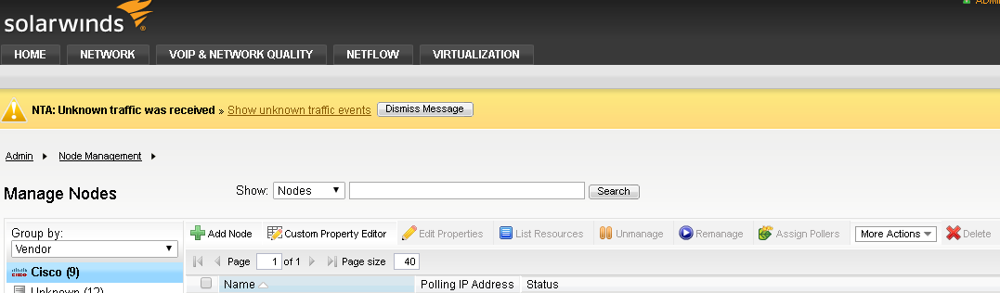 ADMIN
solarwinds
HOME NETWORK VOIP & NETWORK QUALITY NETFLOW VIRTUALIZATION
NTA: Unknown traffic was received » Show unknown traffic events Dismiss Message
Admin Node Management
Manage Nodes Show: Nodes Search
Group by: Add Node Custom Property Editor Edit Properties List Resources Unmanage Remanage Assign Pollers More Actions Delete
Vendor
Page 1 of 1 Page size 40
CISCO Cisco (9)
Name Polling IP Address Status
Unknown (12)